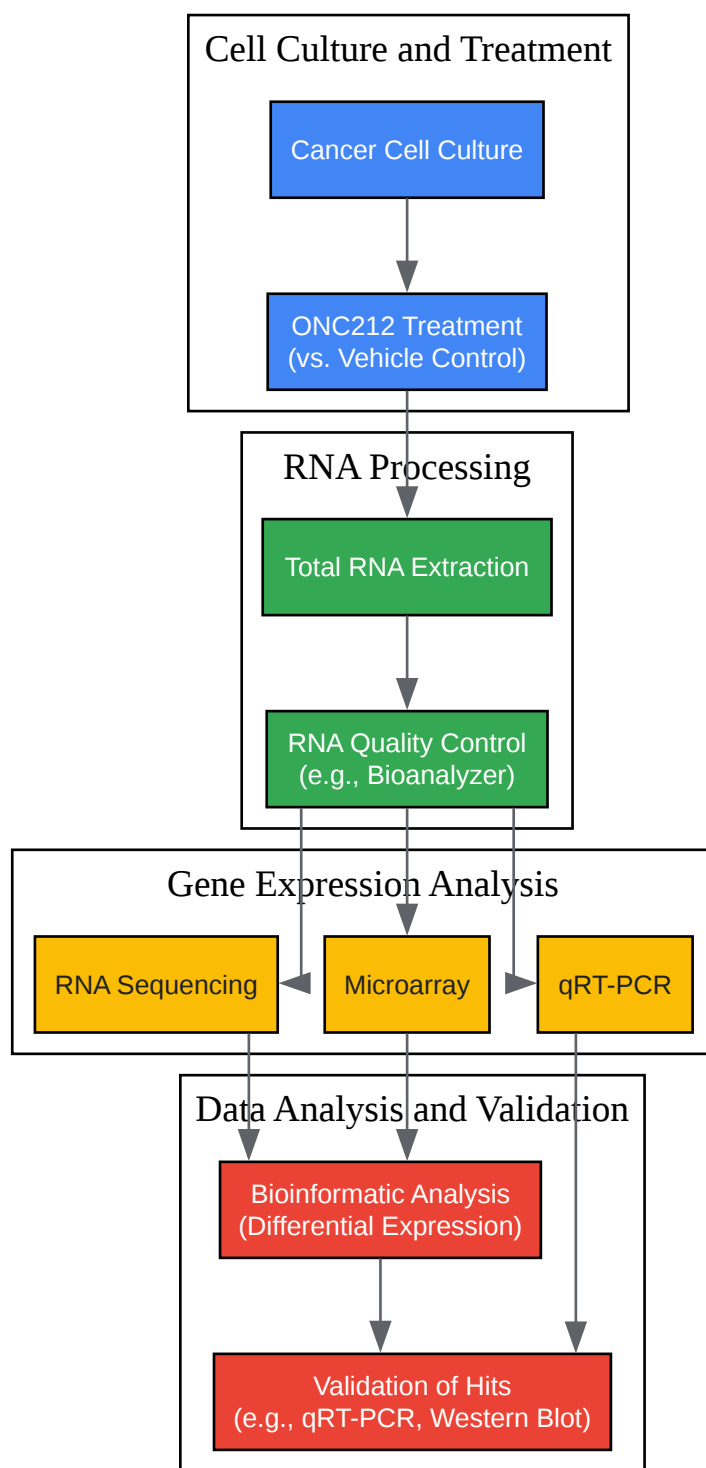 Cell Culture and Treatment
Cancer Cell Culture
ONC212 Treatment
(vs. Vehicle Control)
RNA Processing
Total RNA Extraction
RNA Quality Control
(e.g., Bioanalyzer)
Gene Expression Analysis
RNA Sequencing
Microarray
qRT-PCR
Data Analysis and Validation
Bioinformatic Analysis
(Differential Expression)
Validation of Hits
(e.g., qRT-PCR, Western Blot)